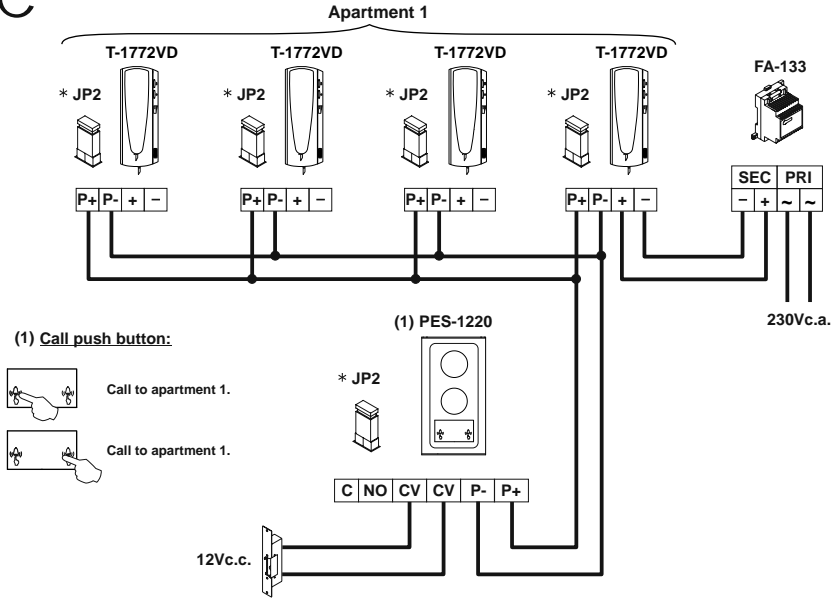 C
Apartment 1
T-1772VD T-1772VD T-1772VD T-1772VD
FA-133
* JP2 * JP2 * JP2 * JP2
SEC PRI
P+ P- + – P+ P- + – P+ P- + – P+ P- + – – + ~ ~
230Vc.a.
(1) PES-1220
(1) Call push button:
* JP2
Call to apartment 1.
Call to apartment 1.
C NO CV CV P- P+
12Vc.c.